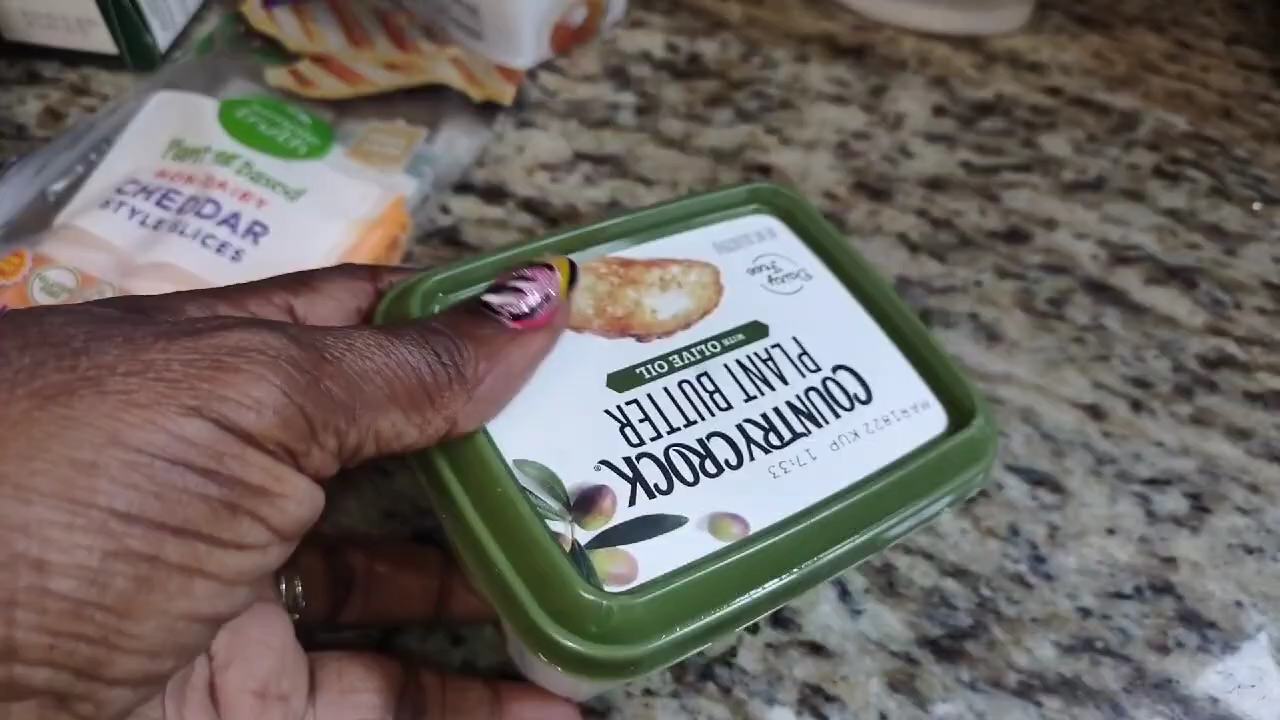 Plant Based
NON-DAIRY
CHEDDAR
STYLE SLICES
MAR1822 KUP 17:33
COUNTRY CROCK®
PLANT BUTTER
WITH OLIVE OIL
Dairy Free